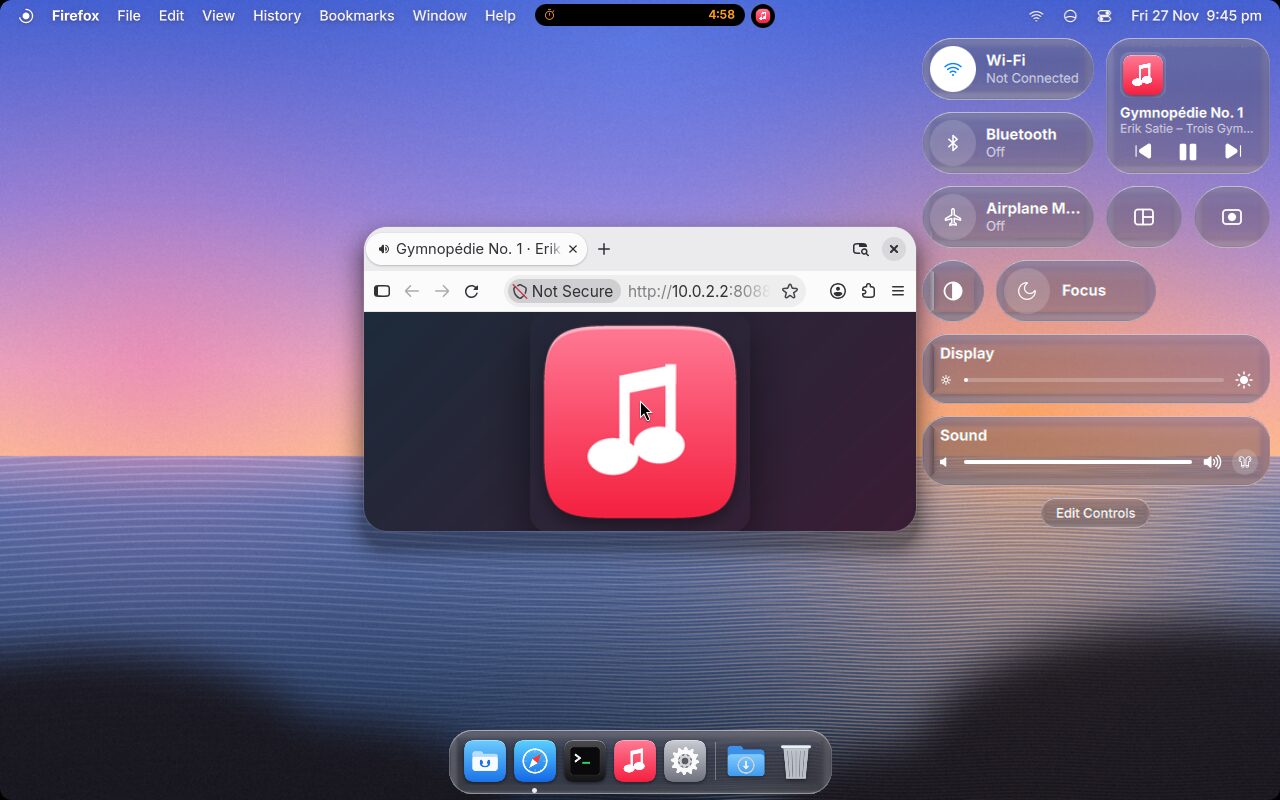 Firefox File Edit View History Bookmarks Window Help 4:58 Fri 27 Nov 9:45 pm
Wi-Fi
Not Connected
Gymnopédie No. 1
Erik Satie – Trois Gym...
Bluetooth
Off
Airplane M...
Off
Focus
Display
Sound
Edit Controls
Gymnopédie No. 1 · Erik
Not Secure http://10.0.2.2:8088